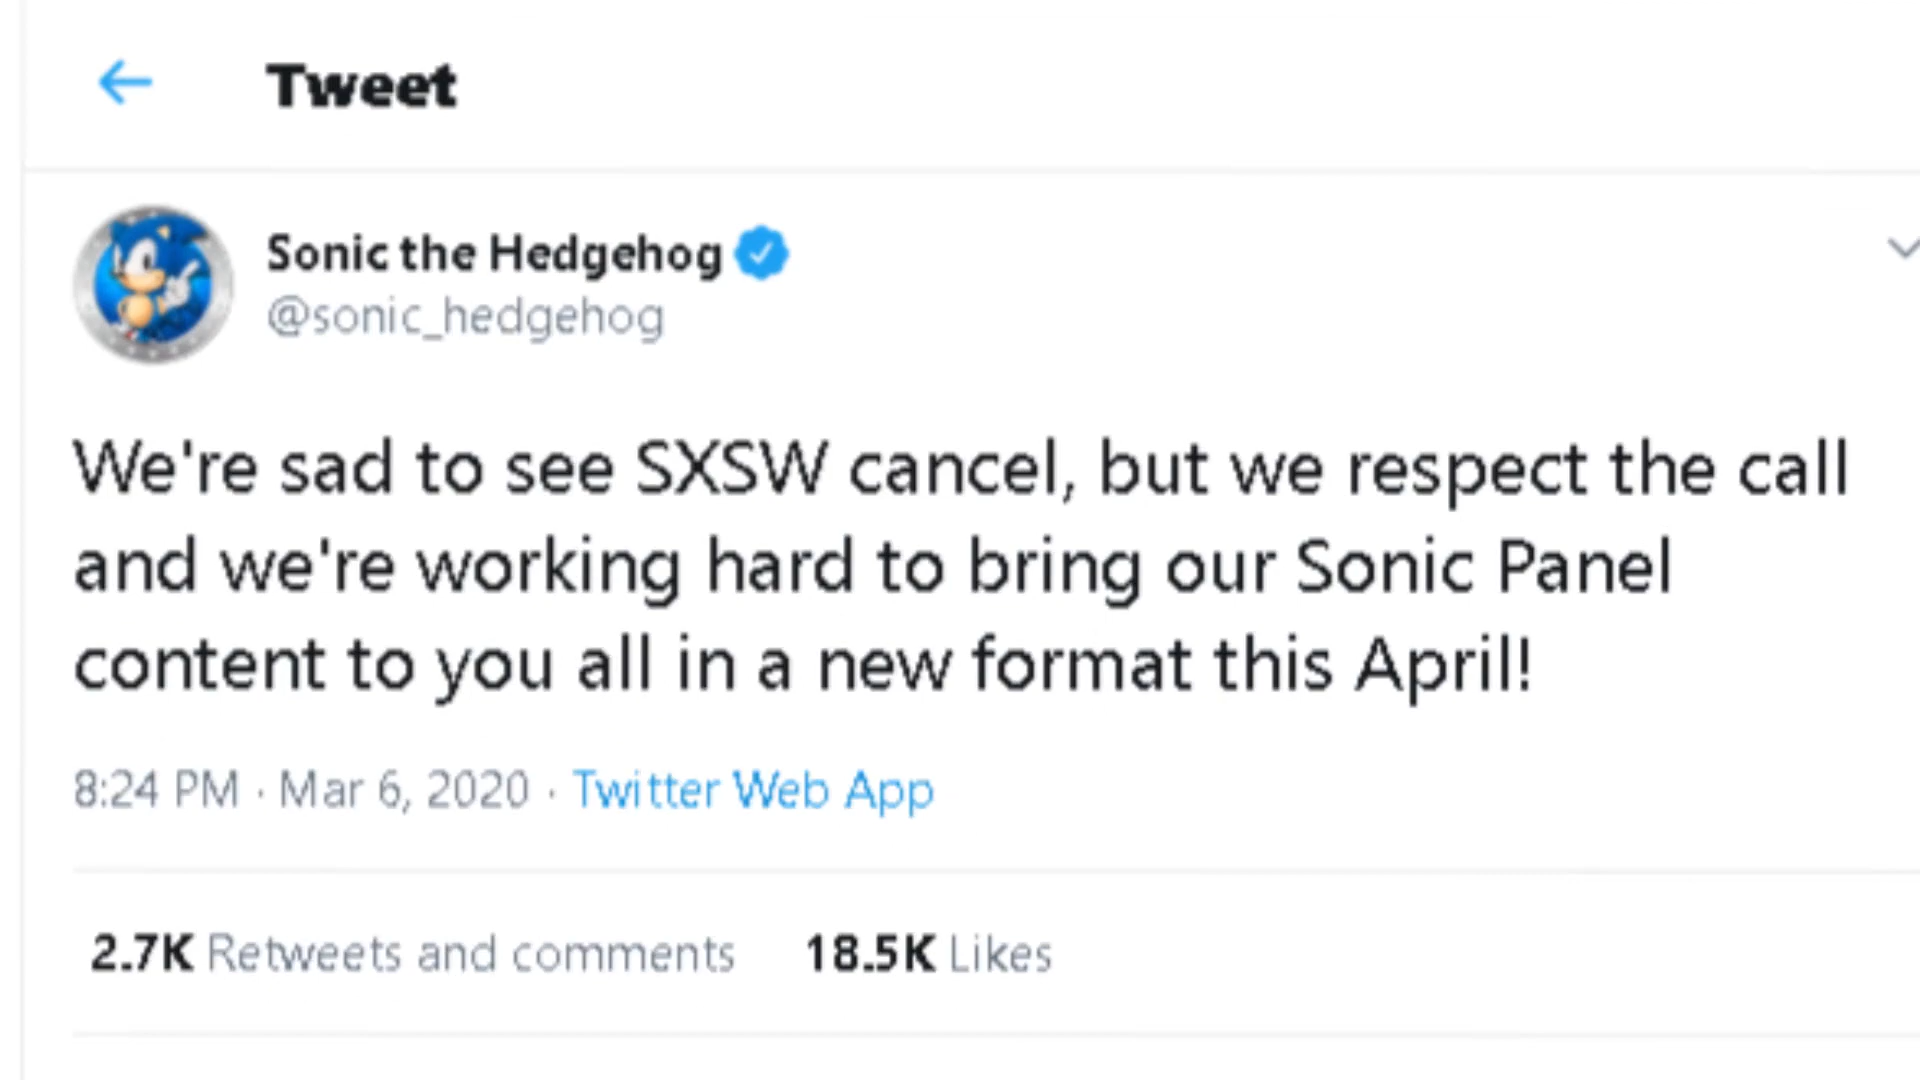 Tweet
Sonic the Hedgehog
@sonic_hedgehog
We're sad to see SXSW cancel, but we respect the call
and we're working hard to bring our Sonic Panel
content to you all in a new format this April!
8:24 PM · Mar 6, 2020 · Twitter Web App
2.7K Retweets and comments 18.5K Likes